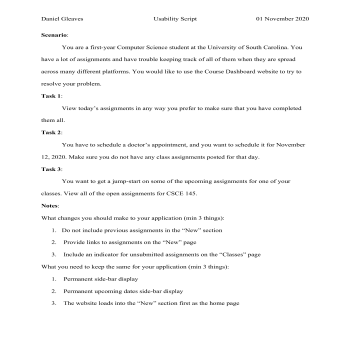 Daniel Gleaves Usability Script 01 November 2020
Scenario:
You are a first-year Computer Science student at the University of South Carolina. You
have a lot of assignments and have trouble keeping track of all of them when they are spread
across many different platforms. You would like to use the Course Dashboard website to try to
resolve your problem.
Task 1:
View today's assignments in any way you prefer to make sure that you have completed
them all.
Task 2:
You have to schedule a doctor's appointment, and you want to schedule it for November
12, 2020. Make sure you do not have any class assignments posted for that day.
Task 3:
You want to get a jump-start on some of the upcoming assignments for one of your
classes. View all of the open assignments for CSCE 145.
Notes:
What changes you should make to your application (min 3 things):
1. Do not include previous assignments in the "New" section
2. Provide links to assignments on the "New" page
3. Include an indicator for unsubmitted assignments on the "Classes" page
What you need to keep the same for your application (min 3 things):
1. Permanent side-bar display
2. Permanent upcoming dates side-bar display
3. The website loads into the "New" section first as the home page